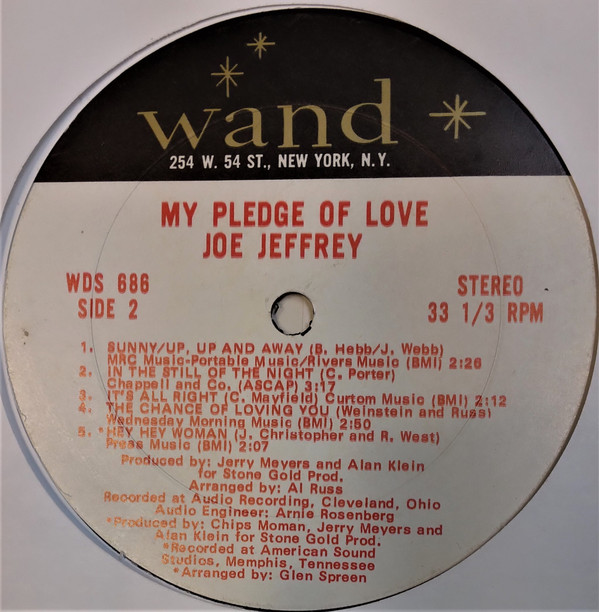 wand
254 W. 54 ST., NEW YORK, N.Y.
MY PLEDGE OF LOVE
JOE JEFFREY
WDS 686
SIDE 2
STEREO
33 1/3 RPM
1. SUNNY/UP, UP AND AWAY (B. Hebb/J. Webb)
MRC Music-Portable Music/Rivers Music (BMI) 2:26
2. IN THE STILL OF THE NIGHT (C. Porter)
Chappell and Co. (ASCAP) 3:17
3. IT'S ALL RIGHT (C. Mayfield) Curtom Music (BMI) 2:12
4. THE CHANCE OF LOVING YOU (Weinstein and Russ)
Wednesday Morning Music (BMI) 2:50
5. *HEY HEY WOMAN (J. Christopher and R. West)
Press Music (BMI) 2:07
Produced by: Jerry Meyers and Alan Klein
for Stone Gold Prod.
Arranged by: Al Russ
Recorded at Audio Recording, Cleveland, Ohio
Audio Engineer: Arnie Rosenberg
*Produced by: Chips Moman, Jerry Meyers and
Alan Klein for Stone Gold Prod.
*Recorded at American Sound
Studios, Memphis, Tennessee
*Arranged by: Glen Spreen